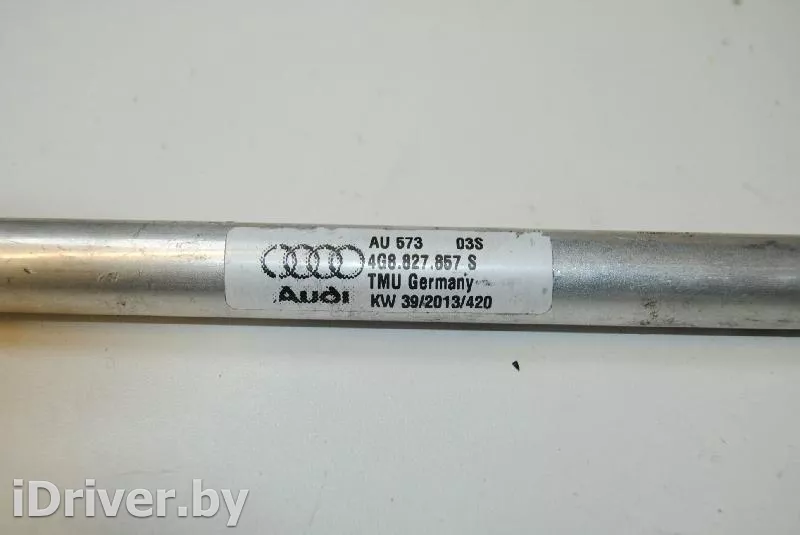 AU 573 03S
4G8.827.857 S
TMU Germany
Audi
KW 39/2013/420
iDriver.by